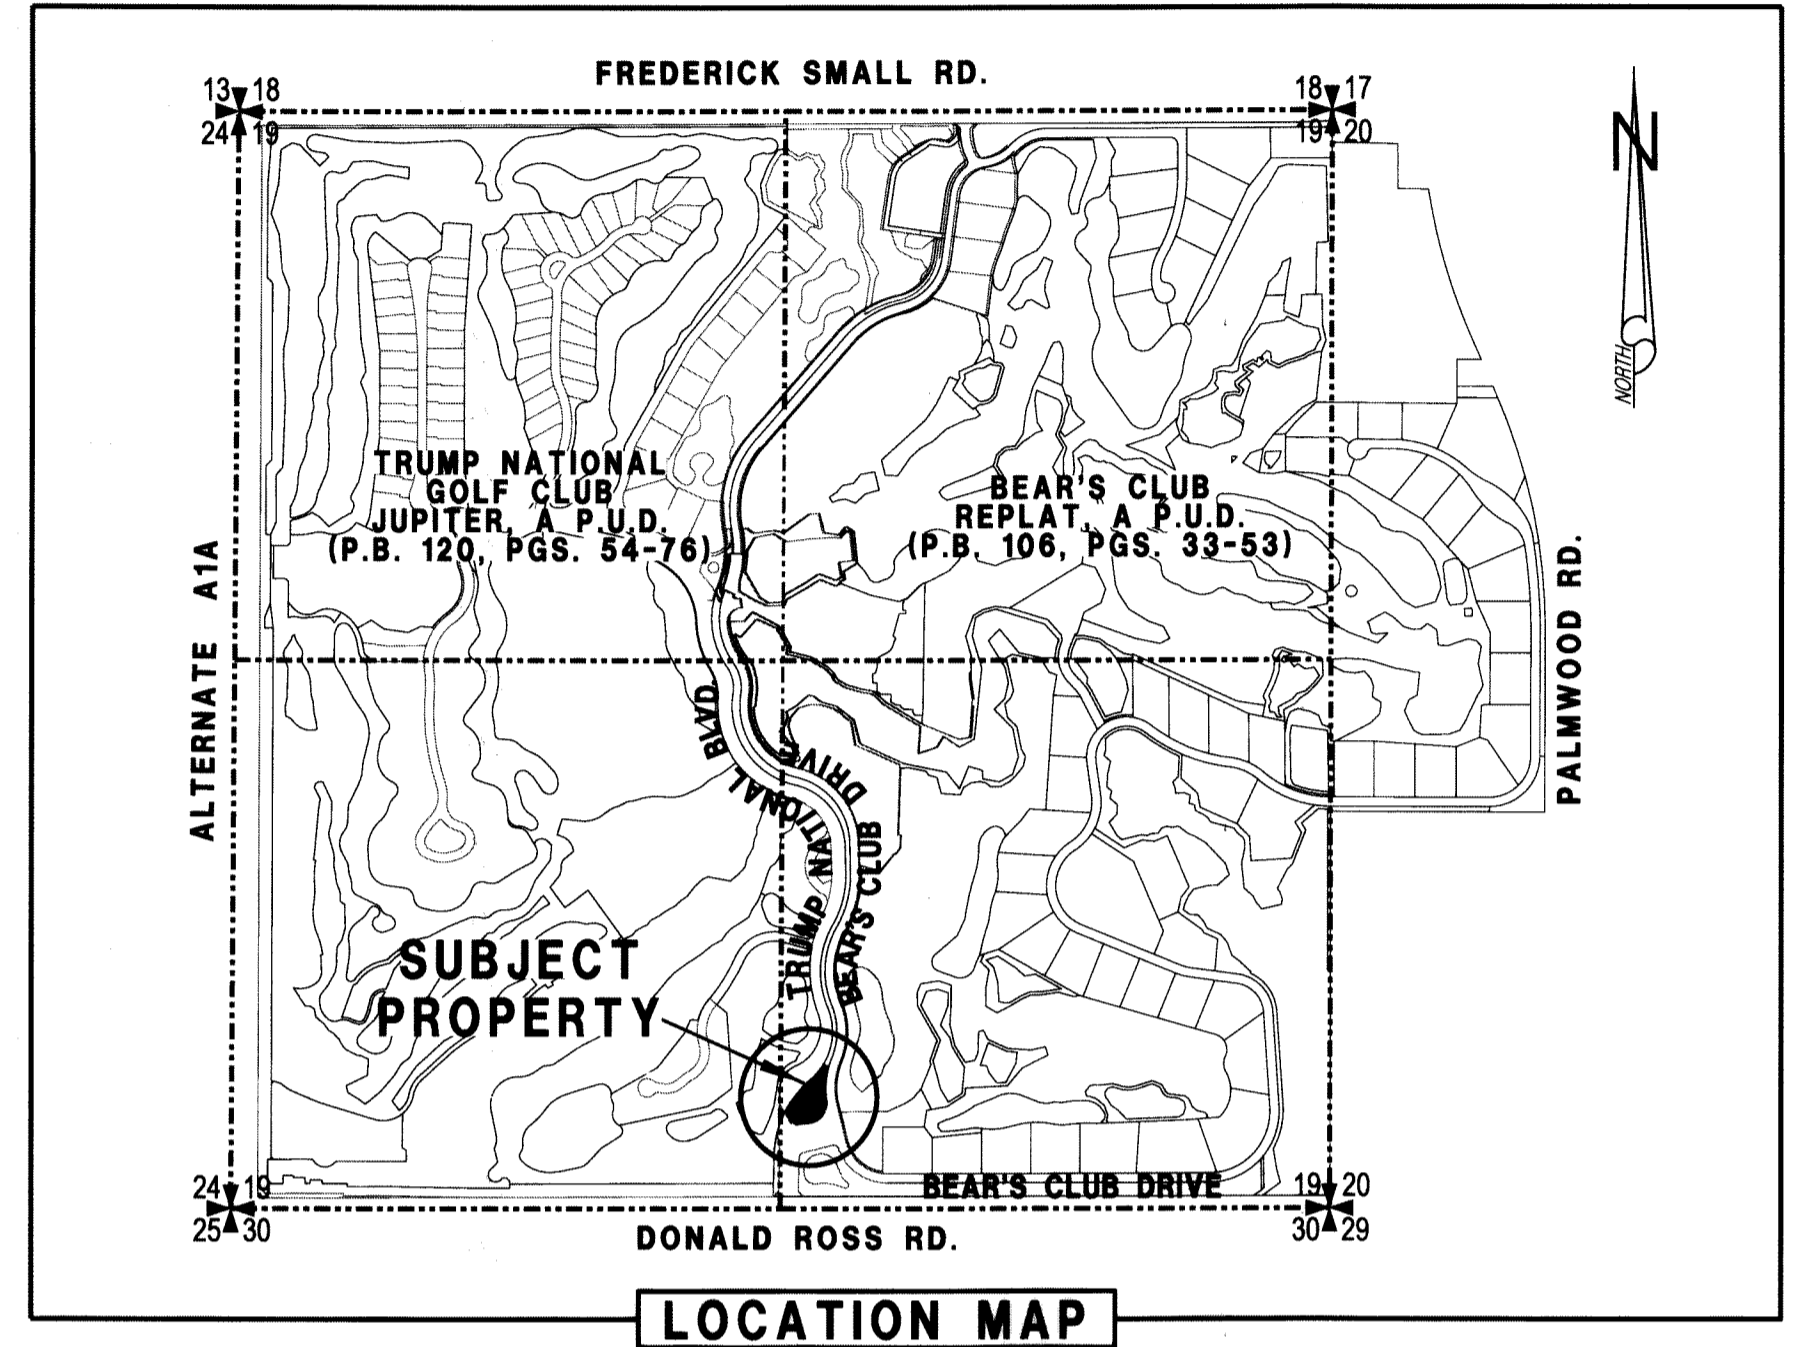 FREDERICK SMALL RD.
13 18
24 19
18 17
19 20
N
NORTH
TRUMP NATIONAL
GOLF CLUB
JUPITER, A P.U.D.
(P.B. 120, PGS. 54-76)
BEAR'S CLUB
REPLAT, A P.U.D.
(P.B. 106, PGS. 33-53)
ALTERNATE A1A
PALMWOOD RD.
TRUMP NATIONAL BLVD.
BEAR'S CLUB DRIVE
SUBJECT
PROPERTY
BEAR'S CLUB DRIVE
24 19
25 30
19 20
30 29
DONALD ROSS RD.
LOCATION MAP